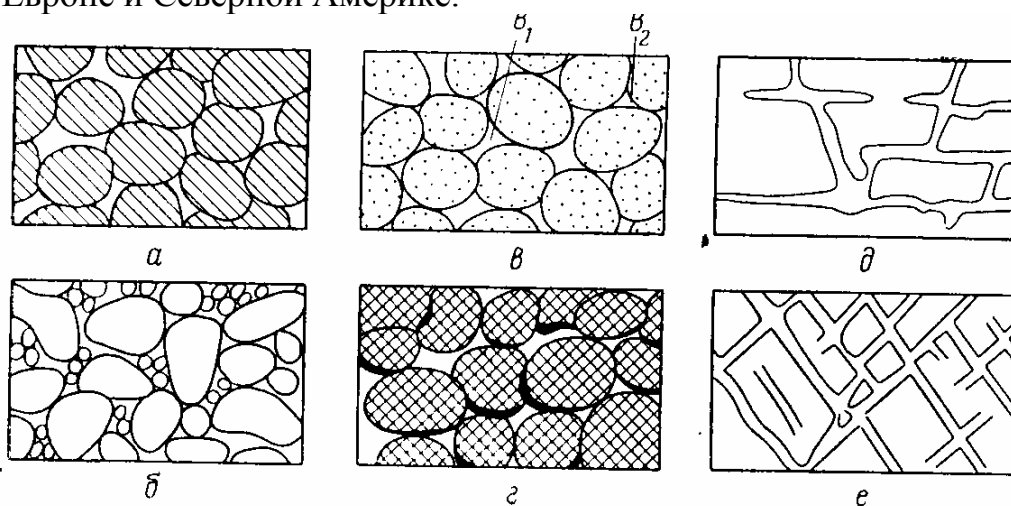 Европе и Северной Америке.
в₁ в₂
а в д
б г е